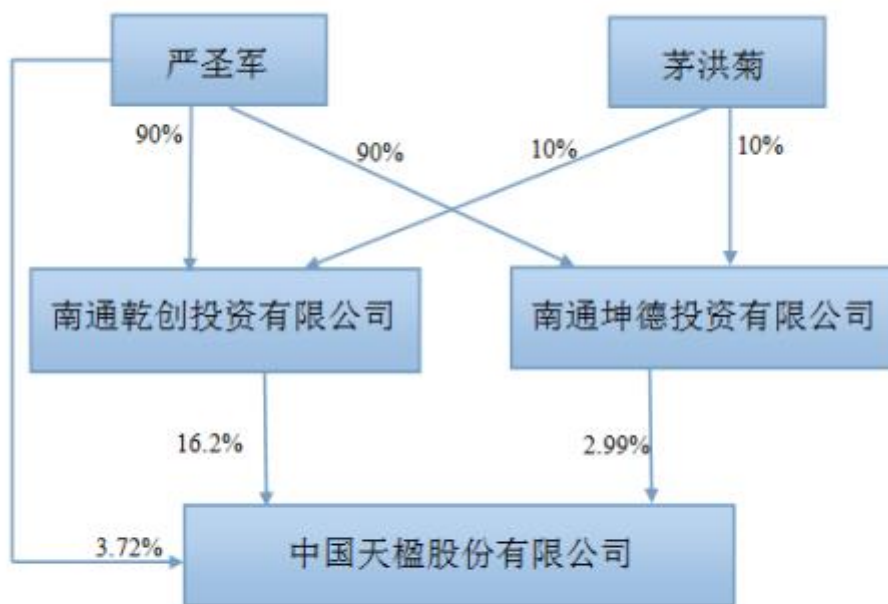 严圣军
茅洪菊
90%
90%
10%
10%
南通乾创投资有限公司
南通坤德投资有限公司
16.2%
2.99%
3.72%
中国天楹股份有限公司